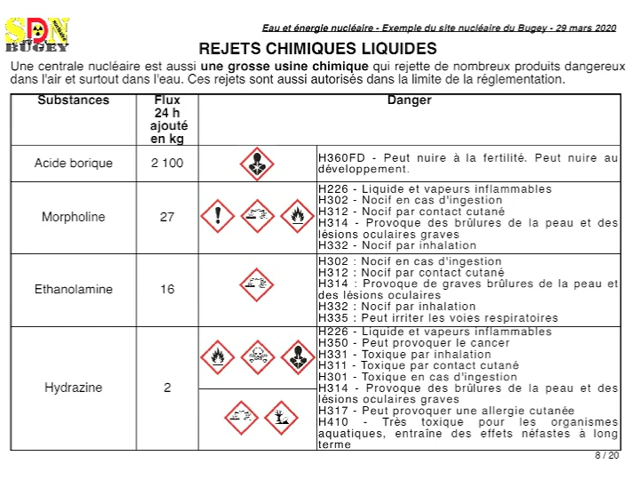 SDN
BUGEY
Eau et énergie nucléaire - Exemple du site nucléaire du Bugey - 29 mars 2020
REJETS CHIMIQUES LIQUIDES
Une centrale nucléaire est aussi une grosse usine chimique qui rejette de nombreux produits dangereux
dans l'air et surtout dans l'eau. Ces rejets sont aussi autorisés dans la limite de la réglementation.
Substances
Flux
24 h
ajouté
en kg
Danger
Acide borique
2 100
H360FD - Peut nuire à la fertilité. Peut nuire au
développement.
Morpholine
27
H226 - Liquide et vapeurs inflammables
H302 - Nocif en cas d'ingestion
H312 - Nocif par contact cutané
H314 - Provoque des brûlures de la peau et des
lésions oculaires graves
H332 - Nocif par inhalation
Ethanolamine
16
H302 : Nocif en cas d'ingestion
H312 : Nocif par contact cutané
H314 : Provoque de graves brûlures de la peau et
des lésions oculaires
H332 : Nocif par inhalation
H335 : Peut irriter les voies respiratoires
Hydrazine
2
H226 - Liquide et vapeurs inflammables
H350 - Peut provoquer le cancer
H331 - Toxique par inhalation
H311 - Toxique par contact cutané
H301 - Toxique en cas d'ingestion
H314 - Provoque des brûlures de la peau et des
lésions oculaires graves
H317 - Peut provoquer une allergie cutanée
H410 - Très toxique pour les organismes
aquatiques, entraîne des effets néfastes à long
terme
8 / 20